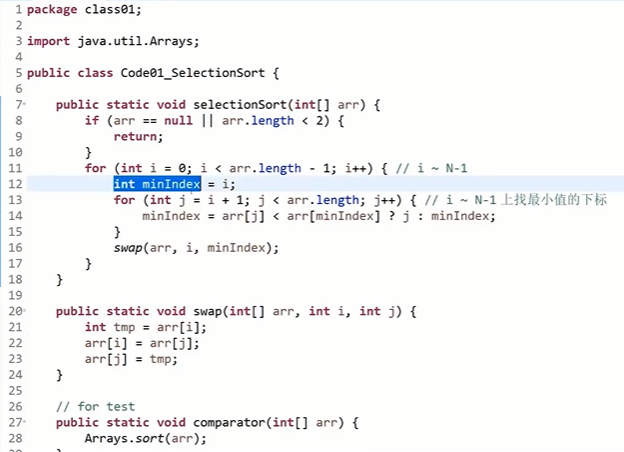 1 package class01;
2
3 import java.util.Arrays;
4
5 public class Code01_SelectionSort {
6
7     public static void selectionSort(int[] arr) {
8         if (arr == null || arr.length < 2) {
9             return;
10         }
11         for (int i = 0; i < arr.length - 1; i++) { // i ~ N-1
12             int minIndex = i;
13             for (int j = i + 1; j < arr.length; j++) { // i ~ N-1 上找最小值的下标
14                 minIndex = arr[j] < arr[minIndex] ? j : minIndex;
15             }
16             swap(arr, i, minIndex);
17         }
18     }
19
20     public static void swap(int[] arr, int i, int j) {
21         int tmp = arr[i];
22         arr[i] = arr[j];
23         arr[j] = tmp;
24     }
25
26     // for test
27     public static void comparator(int[] arr) {
28         Arrays.sort(arr);